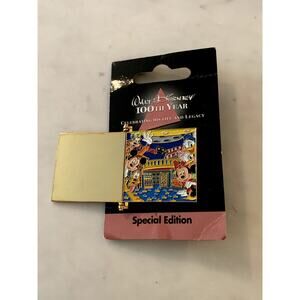 Walt Disney
100TH YEAR
CELEBRATING HIS LIFE AND LEGACY
Special Edition